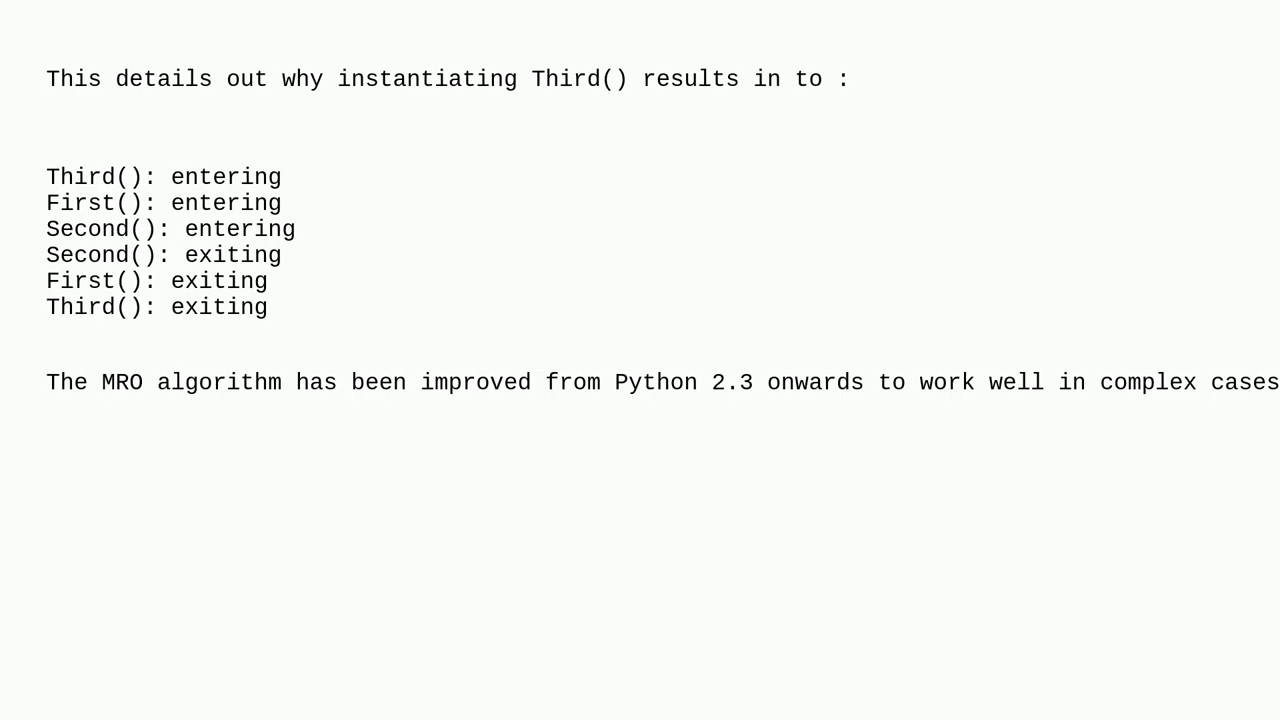 This details out why instantiating Third() results in to :
Third(): entering
First(): entering
Second(): entering
Second(): exiting
First(): exiting
Third(): exiting
The MRO algorithm has been improved from Python 2.3 onwards to work well in complex cases